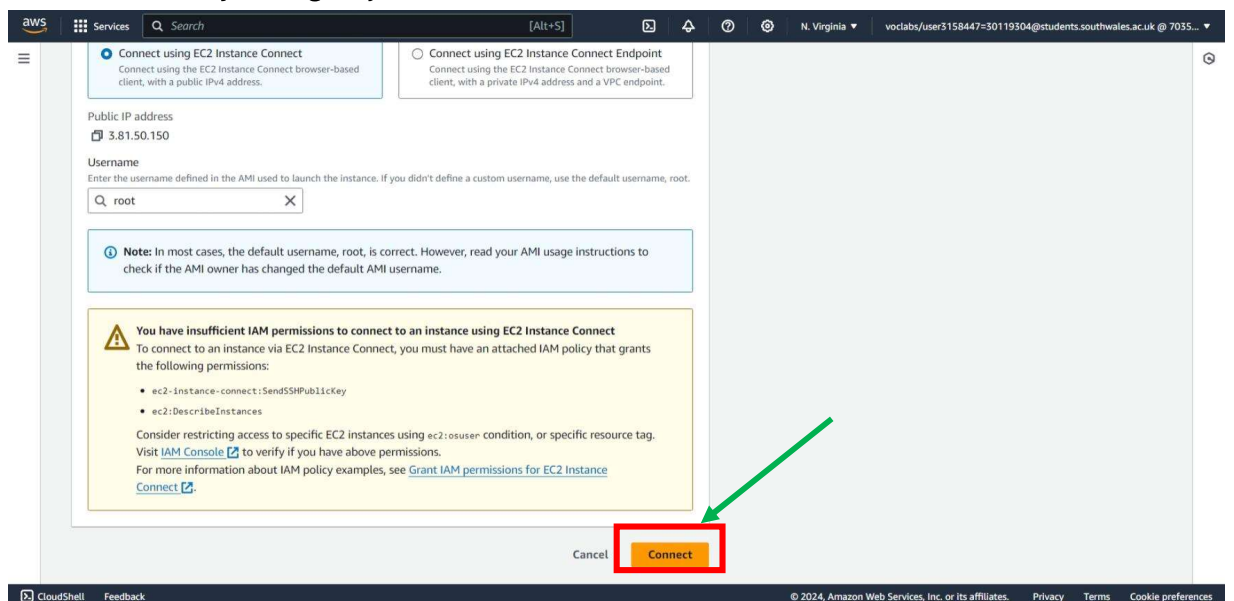 aws
Services
Search
[Alt+S]
N. Virginia
voclabs/user3158447=30119304@students.southwales.ac.uk @ 7035...
Connect using EC2 Instance Connect
Connect using the EC2 Instance Connect browser-based
client, with a public IPv4 address.
Connect using EC2 Instance Connect Endpoint
Connect using the EC2 Instance Connect browser-based
client, with a private IPv4 address and a VPC endpoint.
Public IP address
3.81.50.150
Username
Enter the username defined in the AMI used to launch the instance. If you didn't define a custom username, use the default username, root.
root
Note: In most cases, the default username, root, is correct. However, read your AMI usage instructions to
check if the AMI owner has changed the default AMI username.
You have insufficient IAM permissions to connect to an instance using EC2 Instance Connect
To connect to an instance via EC2 Instance Connect, you must have an attached IAM policy that grants
the following permissions:
• ec2-instance-connect:SendSSHPublicKey
• ec2:DescribeInstances
Consider restricting access to specific EC2 instances using ec2:osuser condition, or specific resource tag.
Visit IAM Console to verify if you have above permissions.
For more information about IAM policy examples, see Grant IAM permissions for EC2 Instance
Connect.
Cancel
Connect
CloudShell
Feedback
© 2024, Amazon Web Services, Inc. or its affiliates.
Privacy
Terms
Cookie preferences